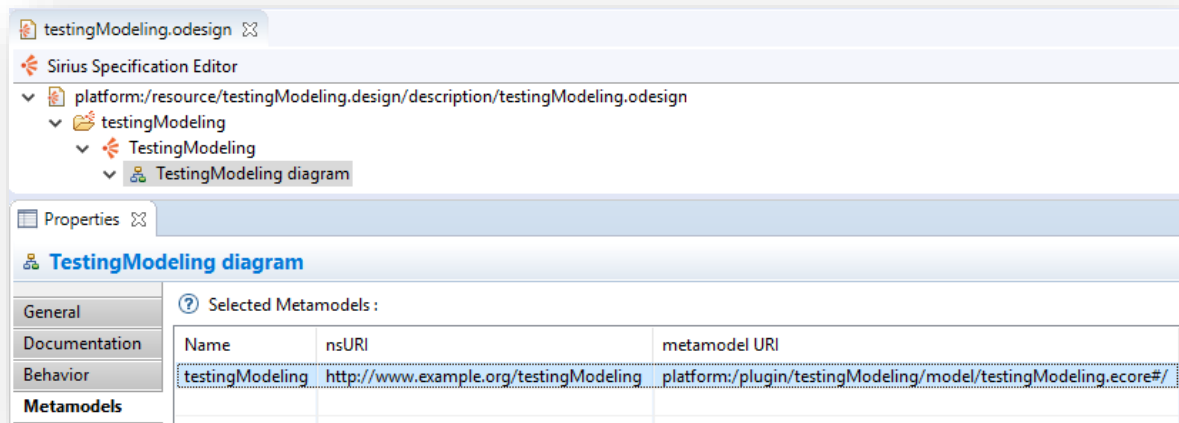 testingModeling.odesign
Sirius Specification Editor
platform:/resource/testingModeling.design/description/testingModeling.odesign
testingModeling
TestingModeling
TestingModeling diagram
Properties
TestingModeling diagram
General
Documentation
Behavior
Metamodels
? Selected Metamodels :
Name nsURI metamodel URI
testingModeling http://www.example.org/testingModeling platform:/plugin/testingModeling/model/testingModeling.ecore#/